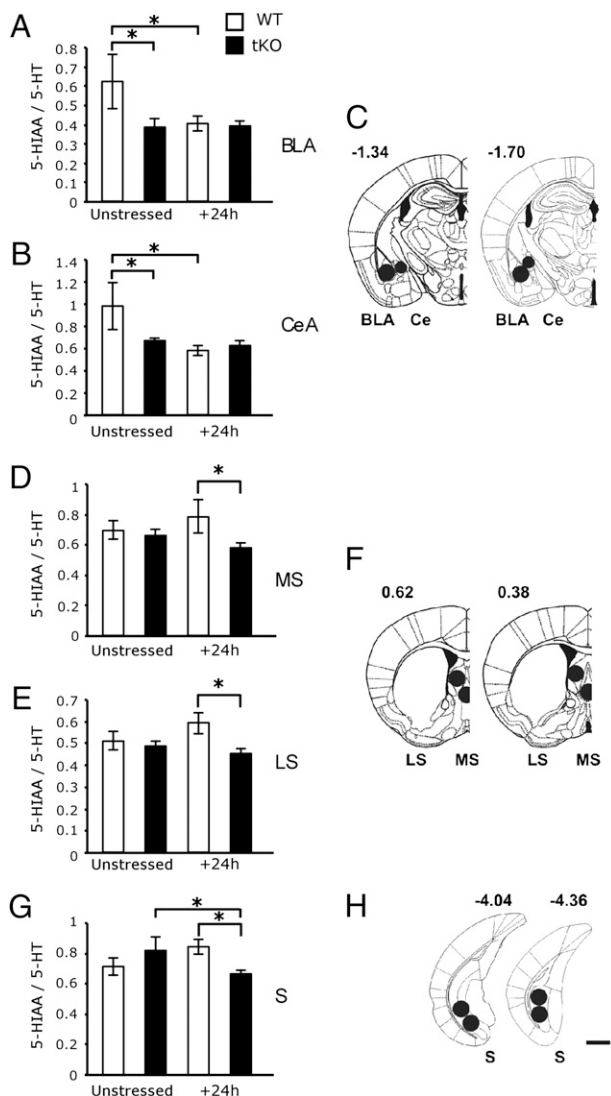 A
WT
tKO
*
*
5-HIAA / 5-HT
0.8
0.7
0.6
0.5
0.4
0.3
0.2
0.1
0
Unstressed +24h
BLA
B
*
*
5-HIAA / 5-HT
1.4
1.2
1
0.8
0.6
0.4
0.2
0
Unstressed +24h
CeA
C
-1.34 -1.70
BLA Ce BLA Ce
D
*
5-HIAA / 5-HT
1
0.8
0.6
0.4
0.2
0
Unstressed +24h
MS
E
*
5-HIAA / 5-HT
0.7
0.6
0.5
0.4
0.3
0.2
0.1
0
Unstressed +24h
LS
F
0.62 0.38
LS MS LS MS
G
*
*
5-HIAA / 5-HT
1
0.8
0.6
0.4
0.2
0
Unstressed +24h
S
H
-4.04 -4.36
S S